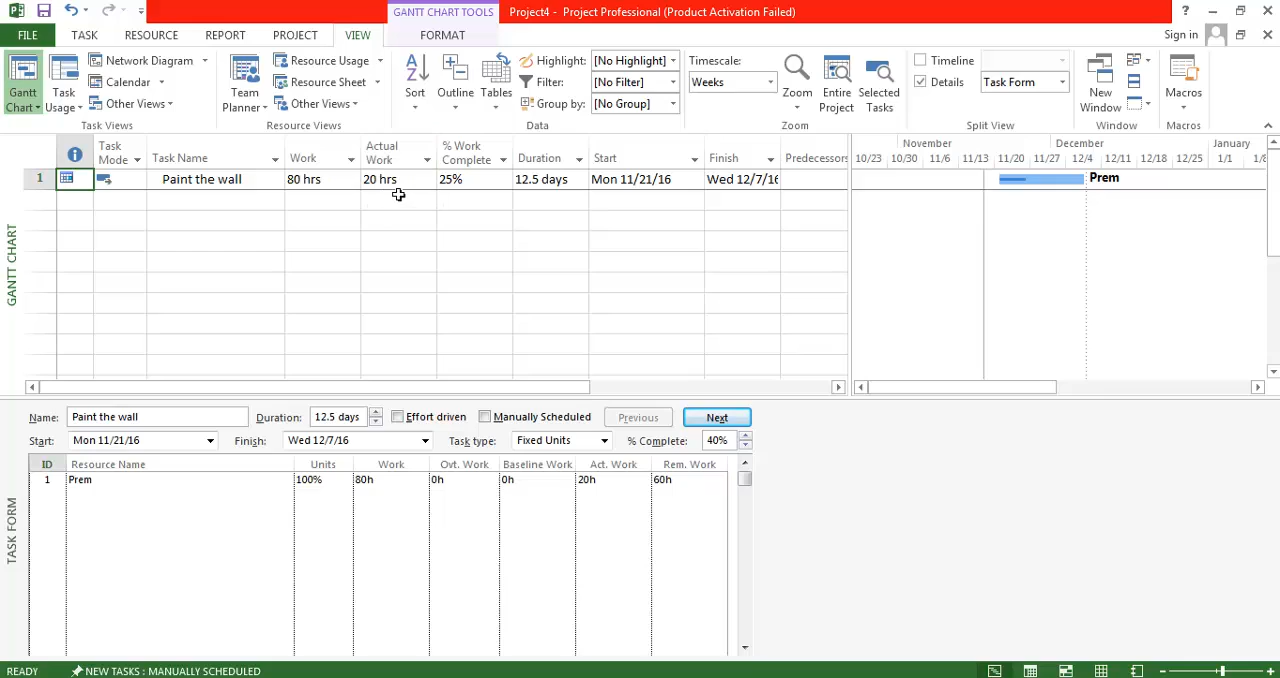 GANTT CHART TOOLS
Project4 - Project Professional (Product Activation Failed)
?
FILE TASK RESOURCE REPORT PROJECT VIEW FORMAT Sign in
Gantt Chart
Task Usage
Network Diagram
Calendar
Other Views
Task Views
Team Planner
Resource Usage
Resource Sheet
Other Views
Resource Views
Sort
Outline
Tables
Highlight: [No Highlight]
Filter: [No Filter]
Group by: [No Group]
Data
Timescale:
Weeks
Zoom
Entire Project
Selected Tasks
Zoom
Timeline
Details Task Form
Split View
New Window
Window
Macros
Macros
Task Mode Task Name Work Actual Work % Work Complete Duration Start Finish Predecessors
1 Paint the wall 80 hrs 20 hrs 25% 12.5 days Mon 11/21/16 Wed 12/7/16
November December January
10/23 10/30 11/6 11/13 11/20 11/27 12/4 12/11 12/18 12/25 1/1 1/8
Prem
GANTT CHART
Name: Paint the wall Duration: 12.5 days Effort driven Manually Scheduled Previous Next
Start: Mon 11/21/16 Finish: Wed 12/7/16 Task type: Fixed Units % Complete: 40%
ID Resource Name Units Work Ovt. Work Baseline Work Act. Work Rem. Work
1 Prem 100% 80h 0h 0h 20h 60h
TASK FORM
READY NEW TASKS : MANUALLY SCHEDULED